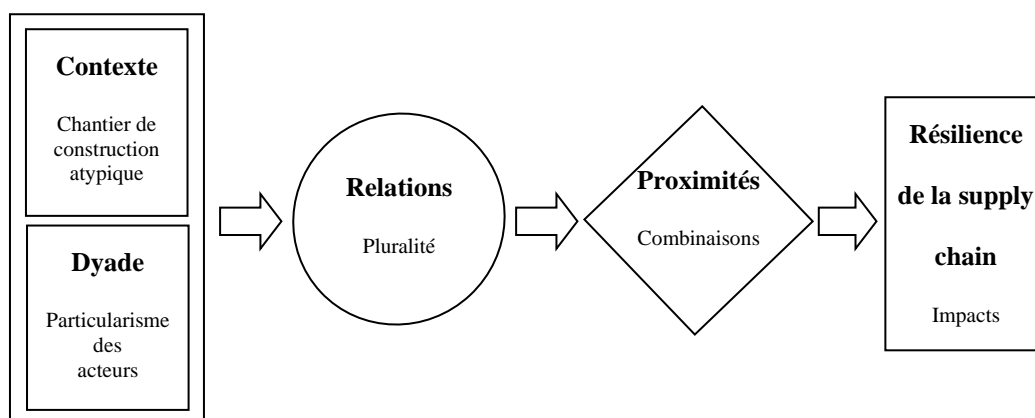 Contexte
Chantier de
construction
atypique
Dyade
Particularisme
des
acteurs
Relations
Pluralité
Proximités
Combinaisons
Résilience
de la supply
chain
Impacts